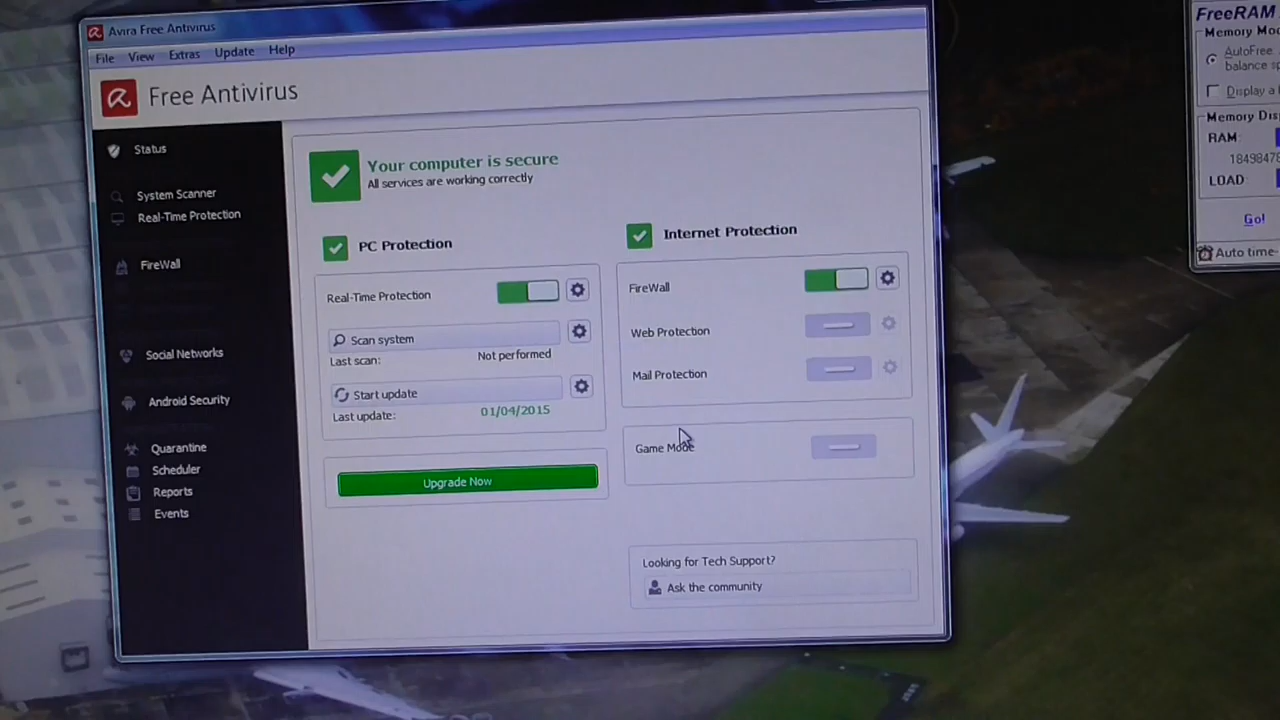 Avira Free Antivirus
File View Extras Update Help
Free Antivirus
Status
System Scanner
Real-Time Protection
FireWall
Social Networks
Android Security
Quarantine
Scheduler
Reports
Events
Your computer is secure
All services are working correctly
PC Protection
Real-Time Protection
Scan system
Last scan: Not performed
Start update
Last update: 01/04/2015
Upgrade Now
Internet Protection
FireWall
Web Protection
Mail Protection
Game Mode
Looking for Tech Support?
Ask the community
FreeRAM
Memory
AutoFree
balance
Display a
Memory
RAM:
18498478
LOAD:
Go!
Auto time-